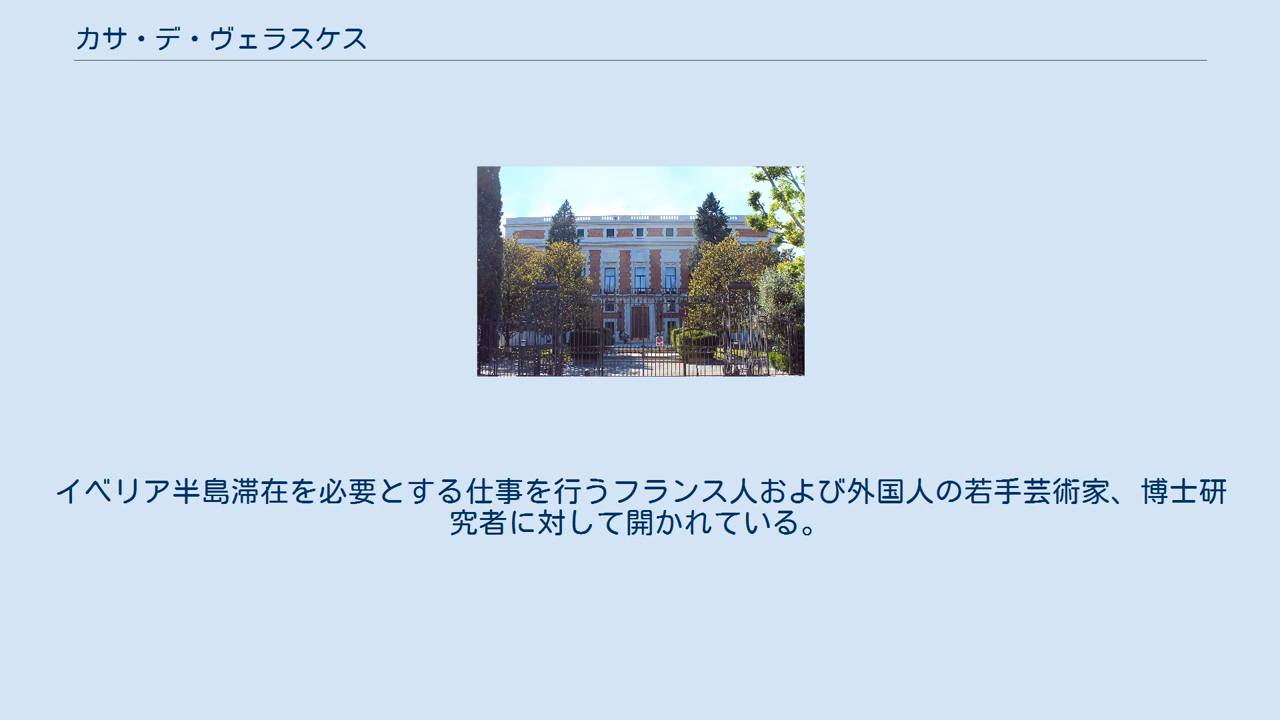 カサ・デ・ヴェラスケス
イベリア半島滞在を必要とする仕事を行うフランス人および外国人の若手芸術家、博士研
究者に対して開かれている。